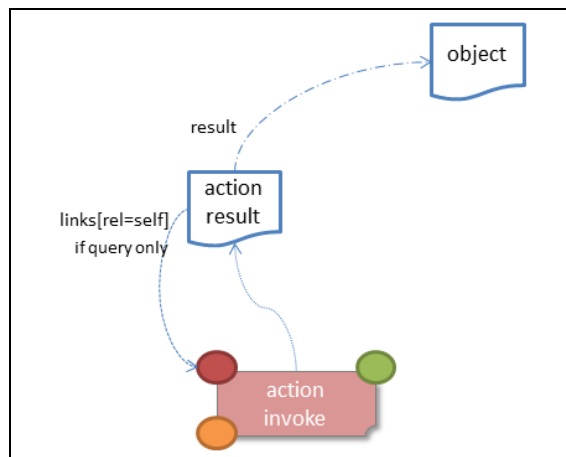 object
result
action
result
links[rel=self]
if query only
action
invoke